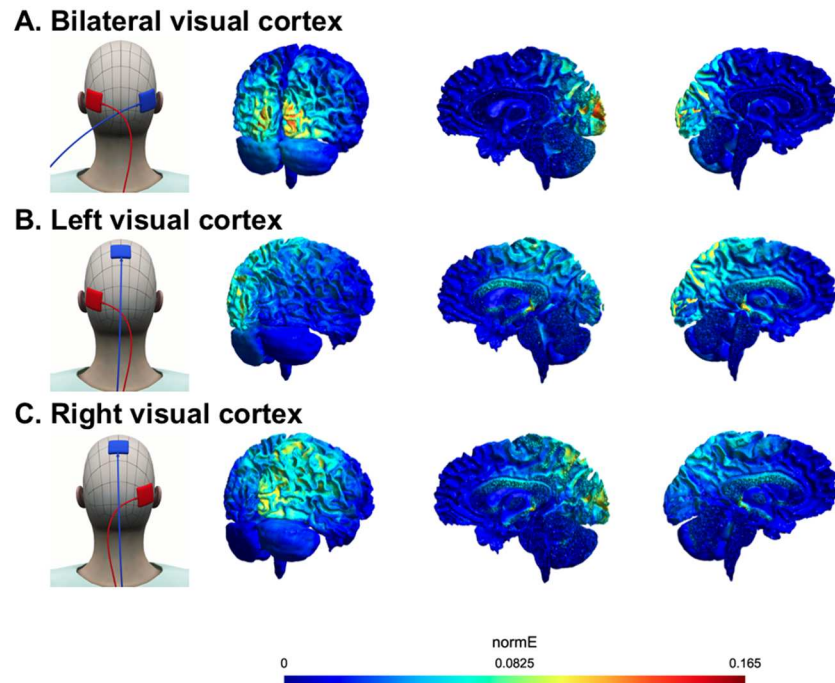 A. Bilateral visual cortex
B. Left visual cortex
C. Right visual cortex
normE
0 0.0825 0.165